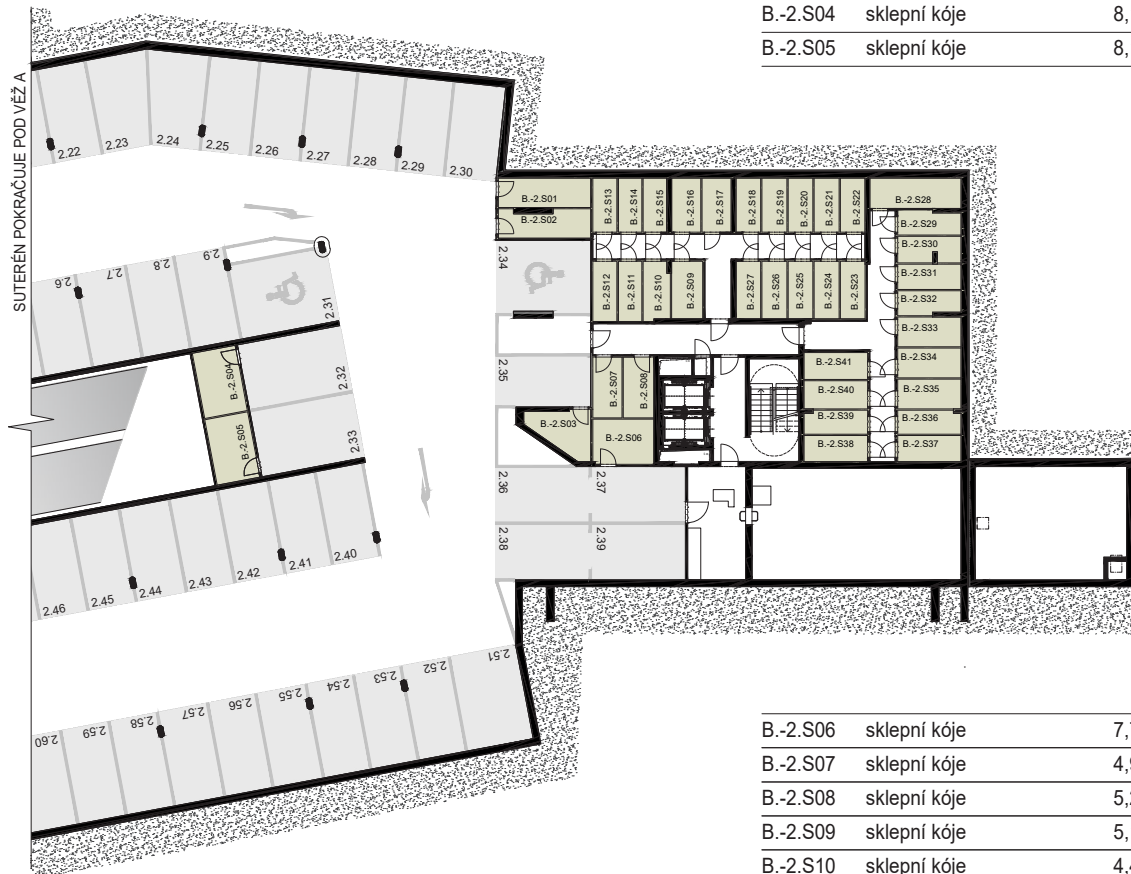 B.-2.S04 sklepní kóje 8,
B.-2.S05 sklepní kóje 8,
SUTERÉN POKRAČUJE POD VĚŽ A
2.22
2.23
2.24
2.25
2.26
2.27
2.28
2.29
2.30
B.-2.S01
B.-2.S02
B.-2.S13
B.-2.S14
B.-2.S15
B.-2.S16
B.-2.S17
B.-2.S18
B.-2.S19
B.-2.S20
B.-2.S21
B.-2.S22
B.-2.S28
B.-2.S29
B.-2.S30
B.-2.S31
B.-2.S32
B.-2.S33
B.-2.S34
B.-2.S35
B.-2.S36
B.-2.S37
2.6
2.7
2.8
2.9
2.31
2.32
2.33
2.34
2.35
B.-2.S12
B.-2.S11
B.-2.S10
B.-2.S09
B.-2.S27
B.-2.S26
B.-2.S25
B.-2.S24
B.-2.S23
B.-2.S41
B.-2.S40
B.-2.S39
B.-2.S38
B.-2.S04
B.-2.S05
B.-2.S07
B.-2.S08
B.-2.S03
B.-2.S06
2.36
2.37
2.38
2.39
2.46
2.45
2.44
2.43
2.42
2.41
2.40
2.60
2.59
2.58
2.57
2.56
2.55
2.54
2.53
2.52
2.51
B.-2.S06 sklepní kóje 7,
B.-2.S07 sklepní kóje 4,
B.-2.S08 sklepní kóje 5,
B.-2.S09 sklepní kóje 5,
B.-2.S10 sklepní kóje 4,